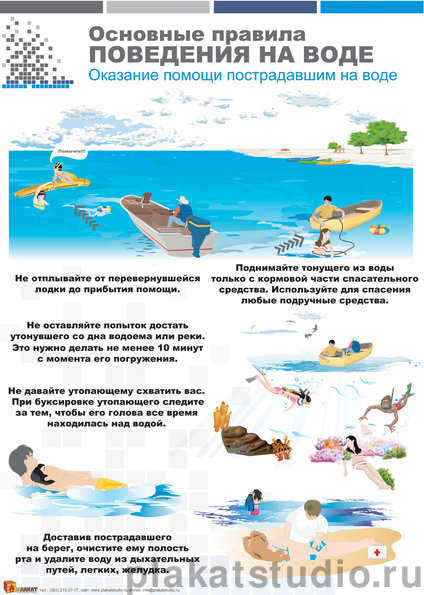 Основные правила
ПОВЕДЕНИЯ НА ВОДЕ
Оказание помощи пострадавшим на воде
Помогите!!!
Не отплывайте от перевернувшейся
лодки до прибытия помощи.
Поднимайте тонущего из воды
только с кормовой части спасательного
средства. Используйте для спасения
любые подручные средства.
Не оставляйте попыток достать
утонувшего со дна водоема или реки.
Это нужно делать не менее 10 минут
с момента его погружения.
Не давайте утопающему схватить вас.
При буксировке утопающего следите
за тем, чтобы его голова все время
находилась над водой.
Доставив пострадавшего
на берег, очистите ему полость
рта и удалите воду из дыхательных
путей, легких, желудка.
ПЛАКАТ тел.: (391) 215-27-17, сайт: www.plakatstudio.ru, e-mail: info@plakatstudio.ru
plakatstudio.ru